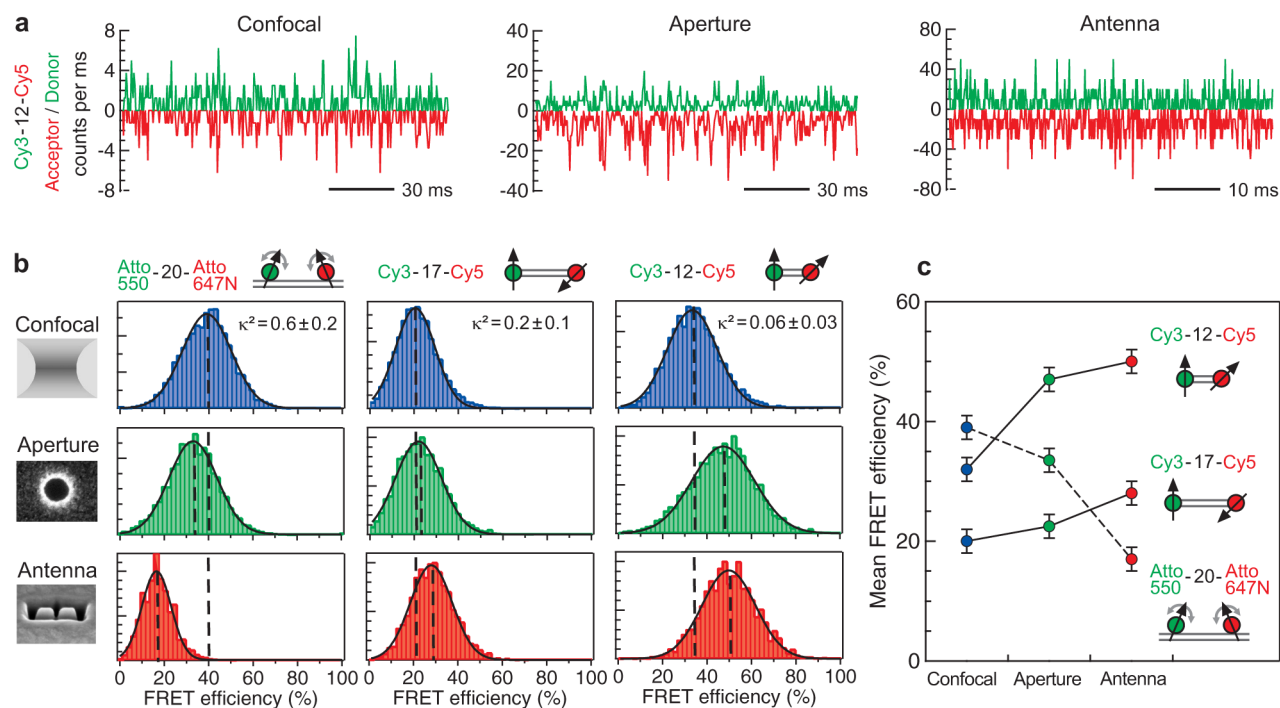 a
Confocal
Aperture
Antenna
Cy3-12-Cy5
Acceptor / Donor
counts per ms
8
4
0
-4
-8
30 ms
40
20
0
-20
-40
30 ms
80
40
0
-40
-80
10 ms
b
Atto 550 -20- Atto 647N
Cy3-17-Cy5
Cy3-12-Cy5
Confocal
κ²=0.6±0.2
κ²=0.2±0.1
κ²=0.06±0.03
Aperture
Antenna
0 20 40 60 80 100
FRET efficiency (%)
0 20 40 60 80 100
FRET efficiency (%)
0 20 40 60 80 100
FRET efficiency (%)
c
Mean FRET efficiency (%)
60
40
20
0
Cy3-12-Cy5
Cy3-17-Cy5
Atto 550 -20- Atto 647N
Confocal Aperture Antenna